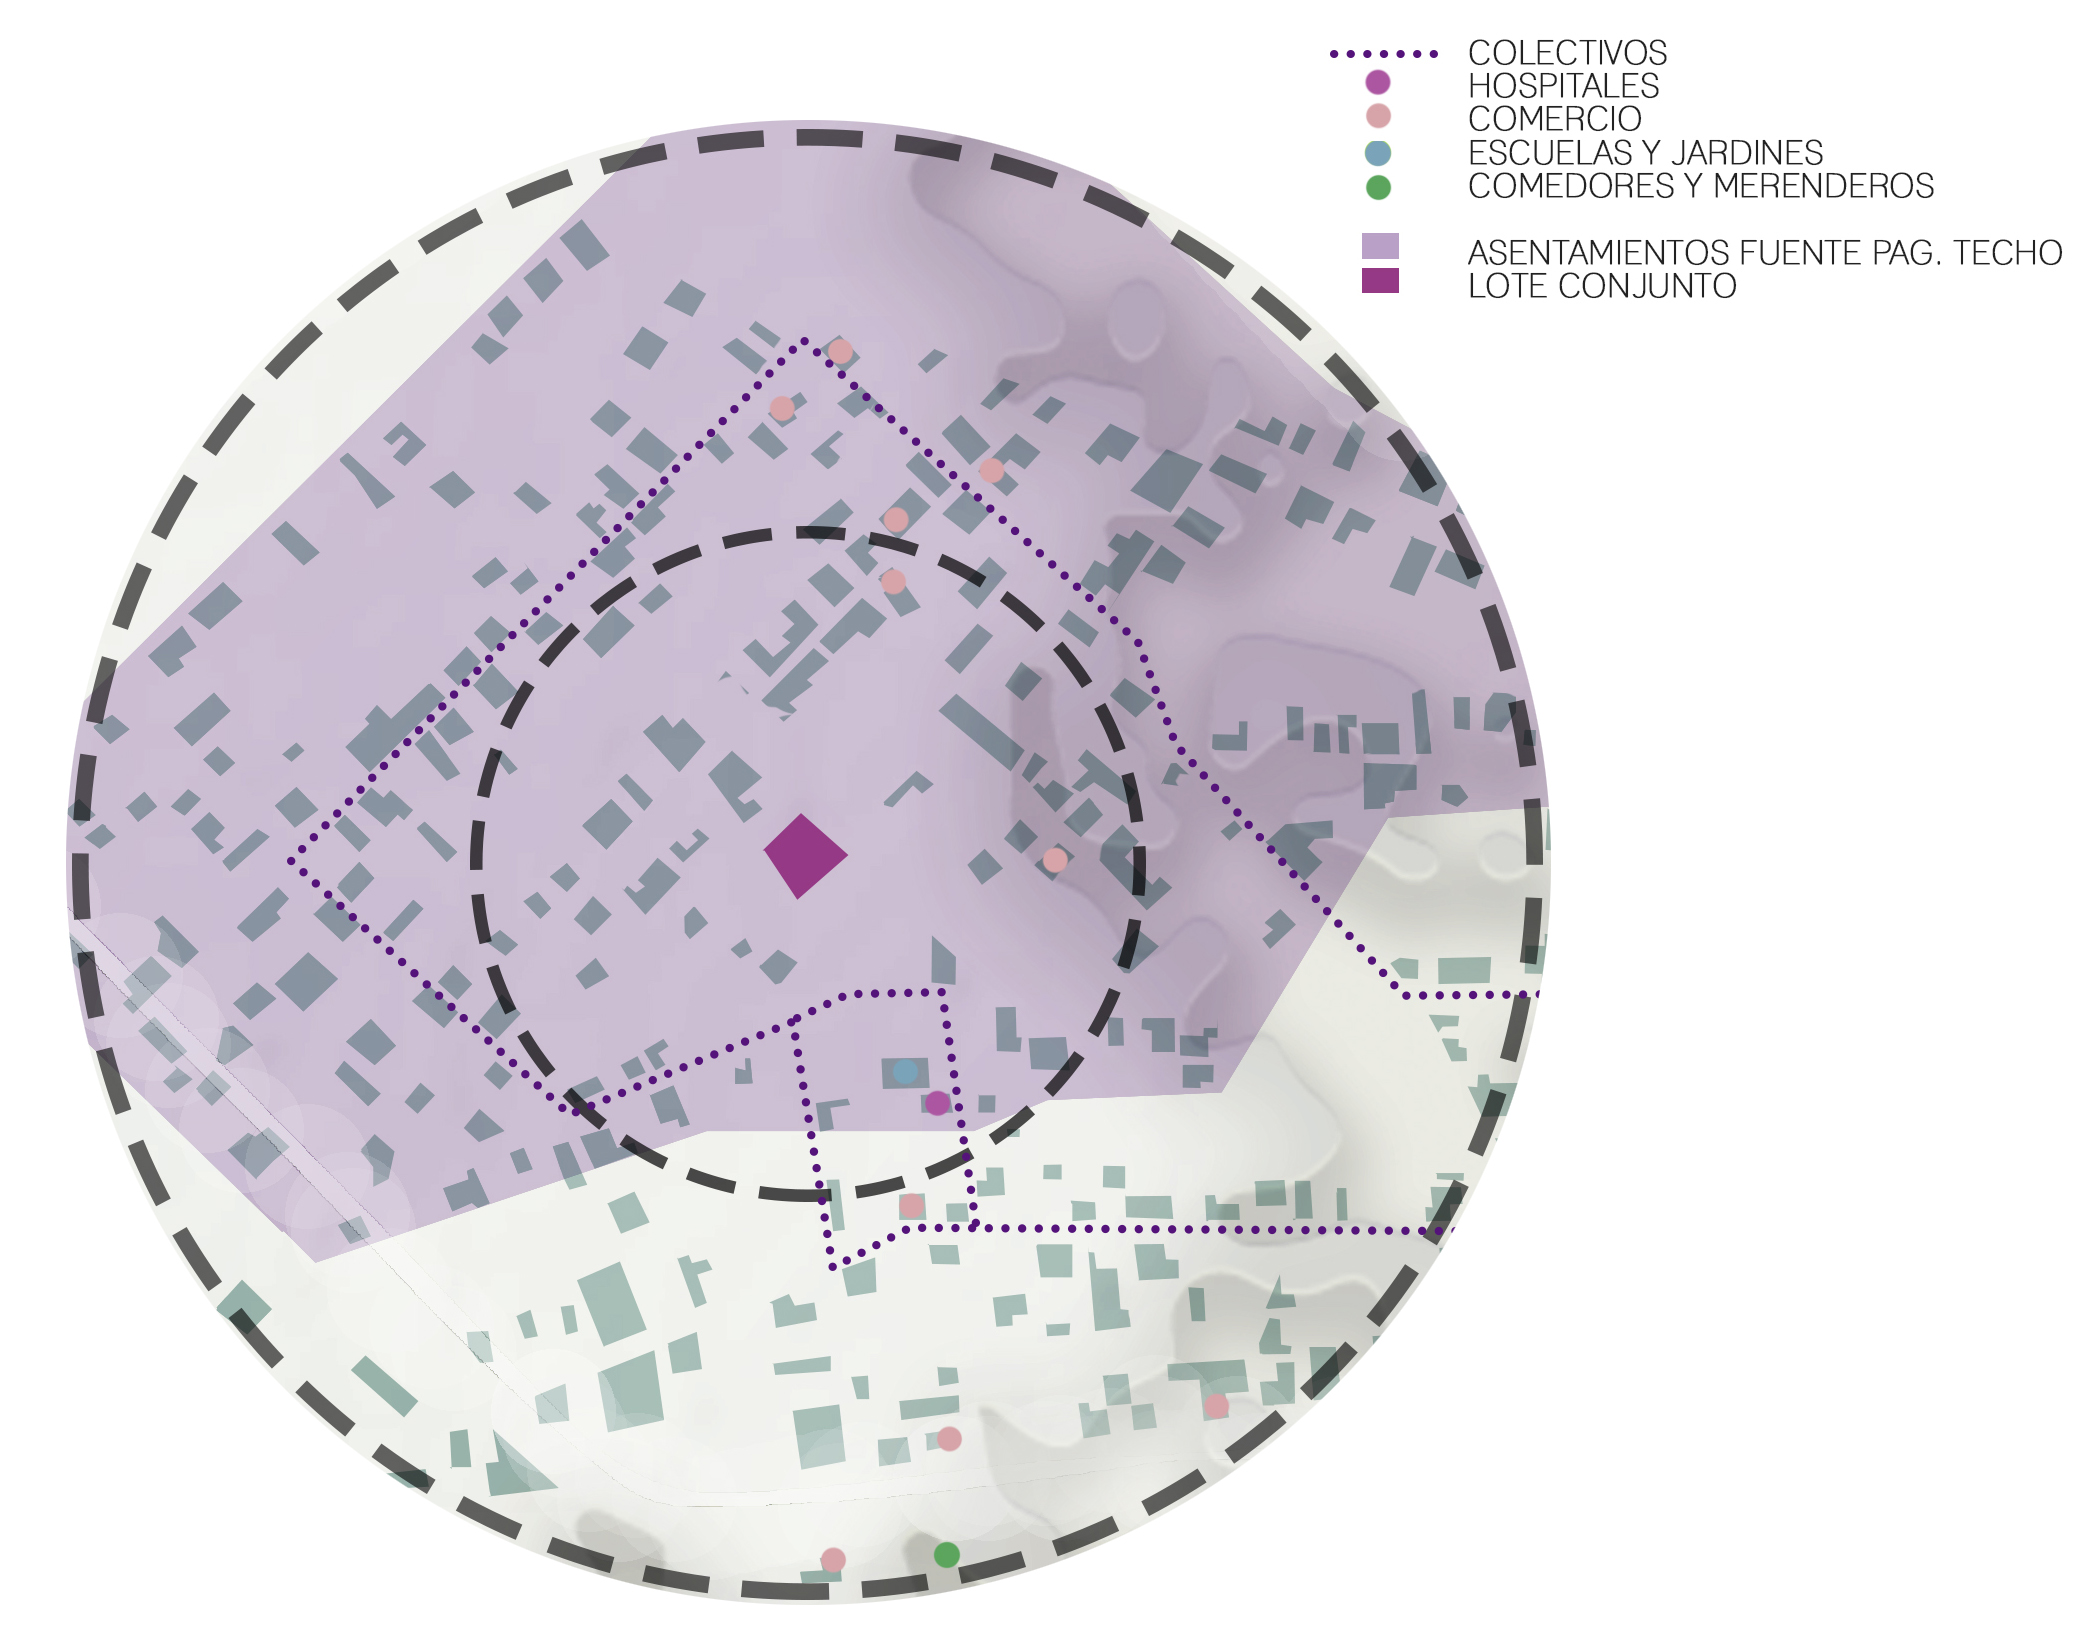 COLECTIVOS
HOSPITALES
COMERCIO
ESCUELAS Y JARDINES
COMEDORES Y MERENDEROS
ASENTAMIENTOS FUENTE PAG. TECHO
LOTE CONJUNTO